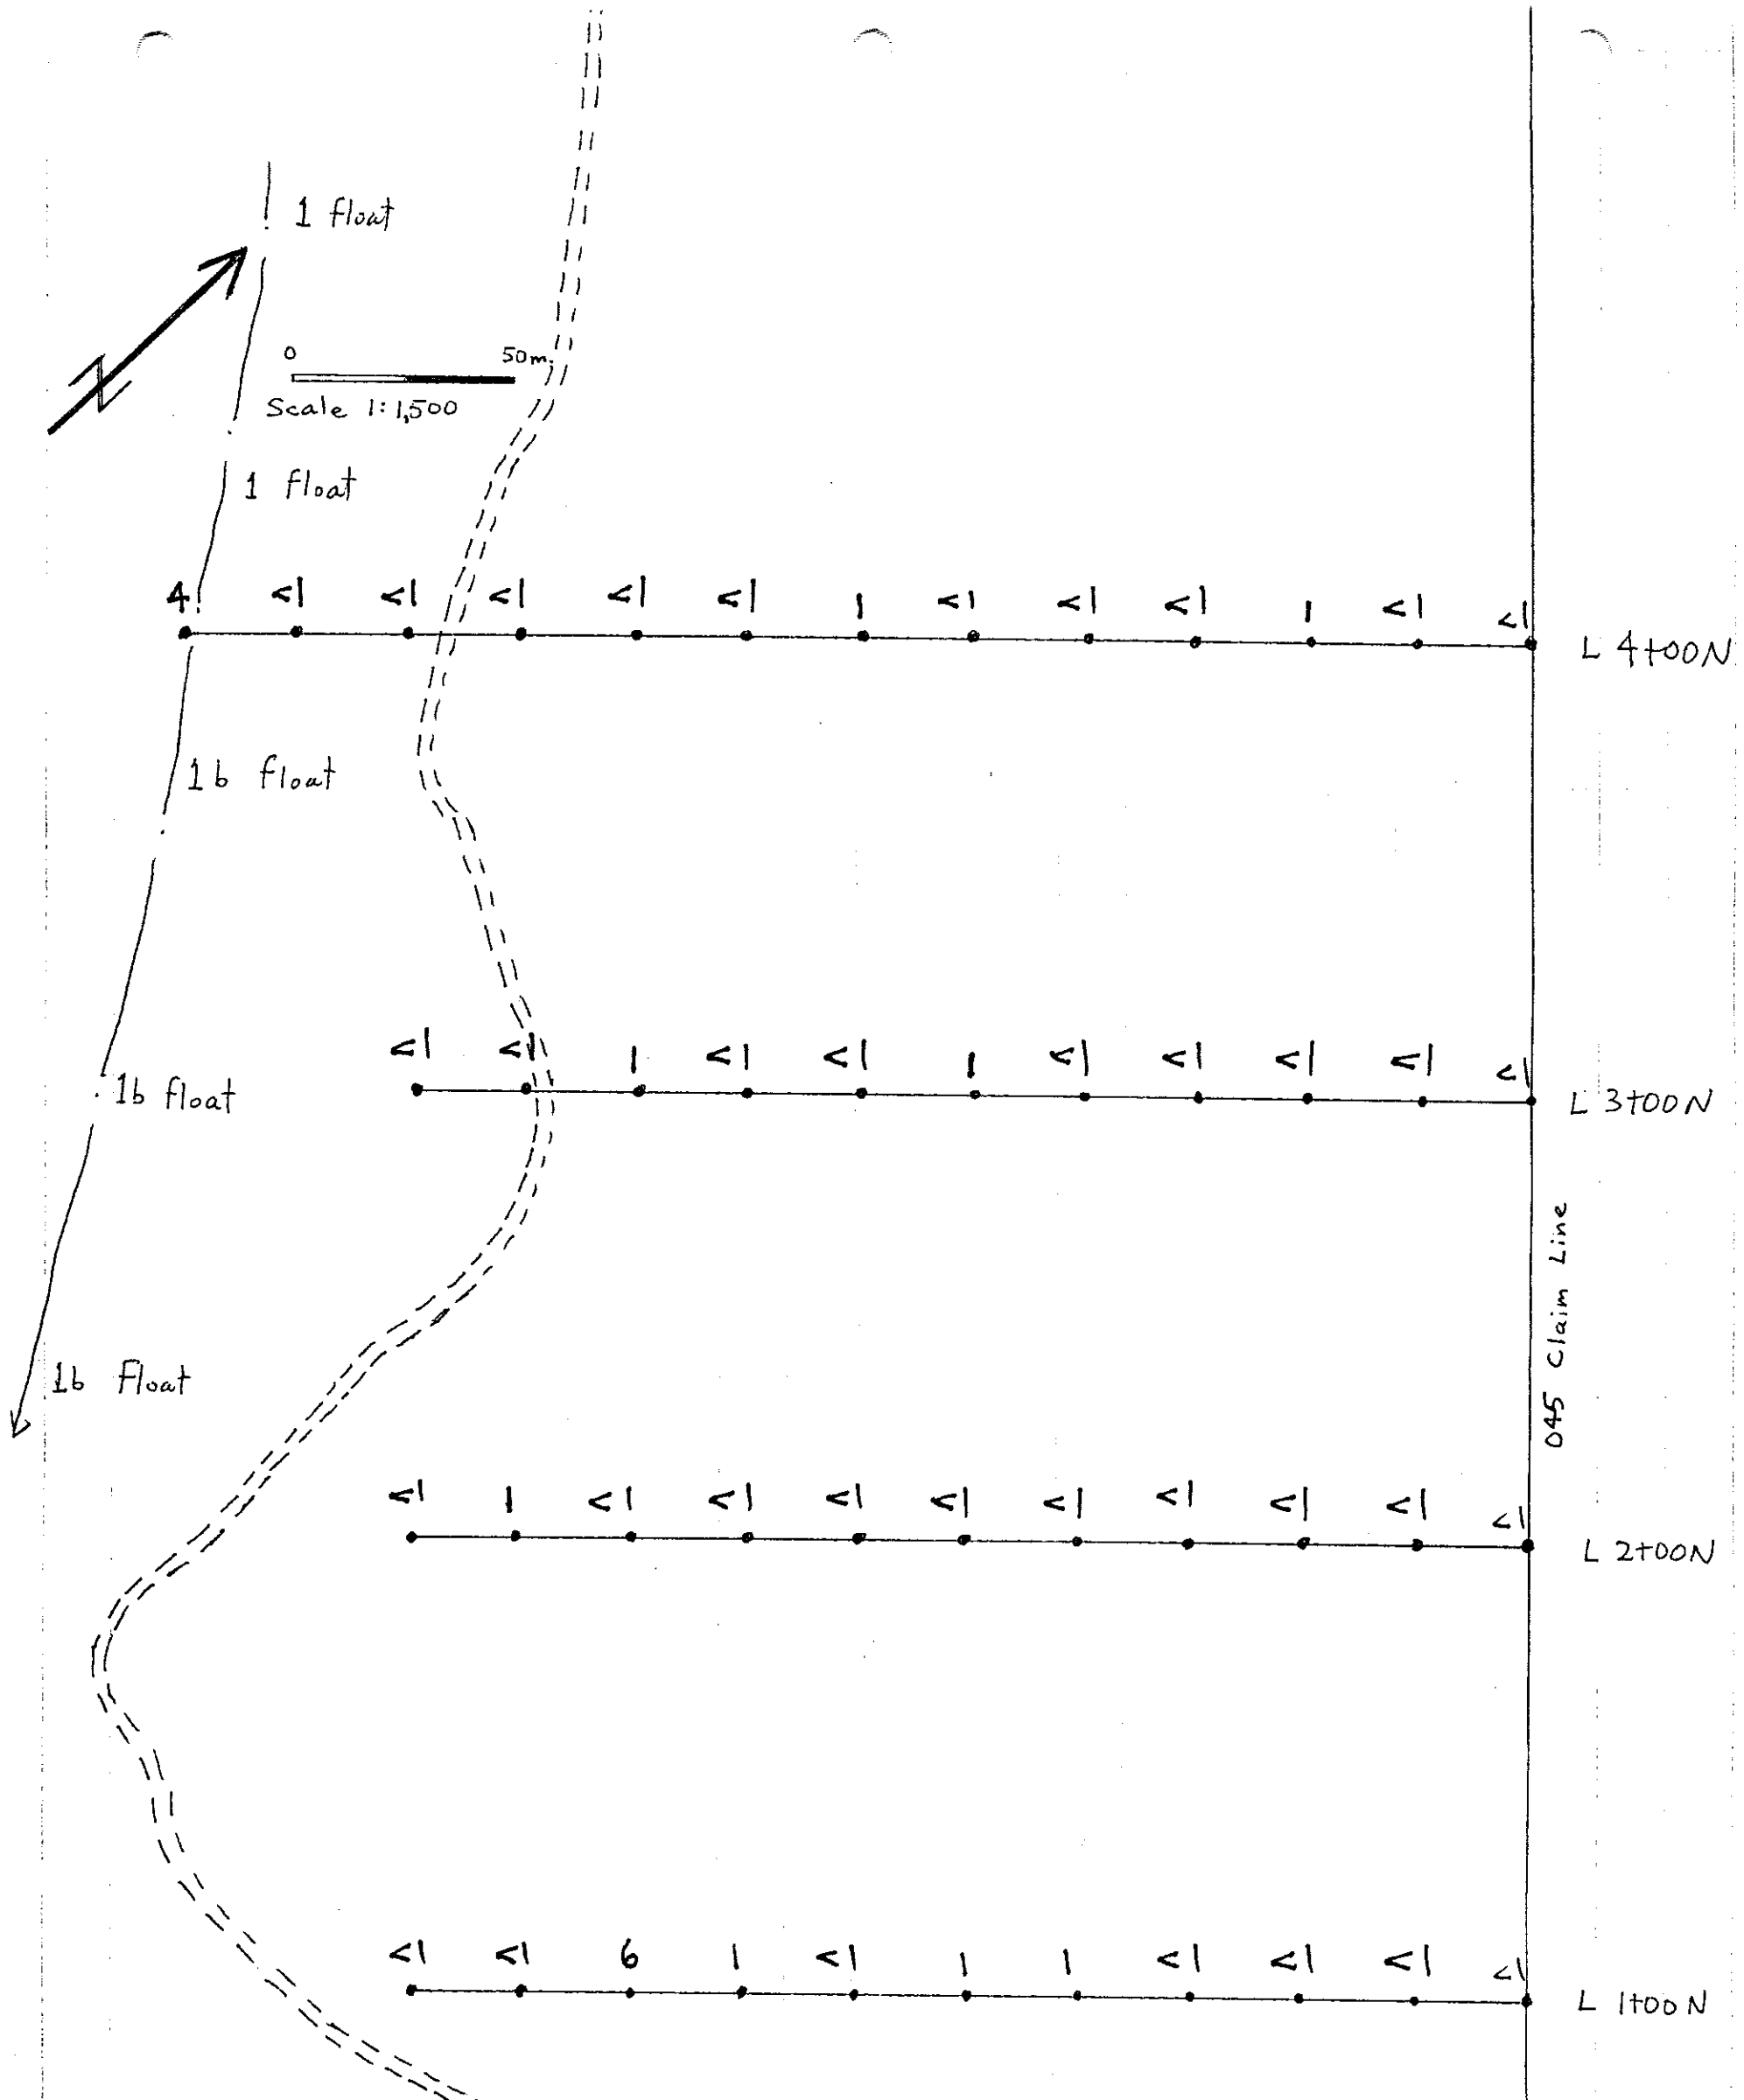 1 float
0 50m.
Scale 1:1,500
1 float
4 <1 <1 <1 <1 <1 1 <1 <1 <1 1 <1 <1
L 4+00N
1b float
<1 <1 1 <1 <1 1 <1 <1 <1 <1 <1
L 3+00N
1b float
045 Claim Line
1b Float
<1 1 <1 <1 <1 <1 <1 <1 <1 <1 <1
L 2+00N
<1 <1 6 1 <1 1 1 <1 <1 <1 <1
L 1+00N